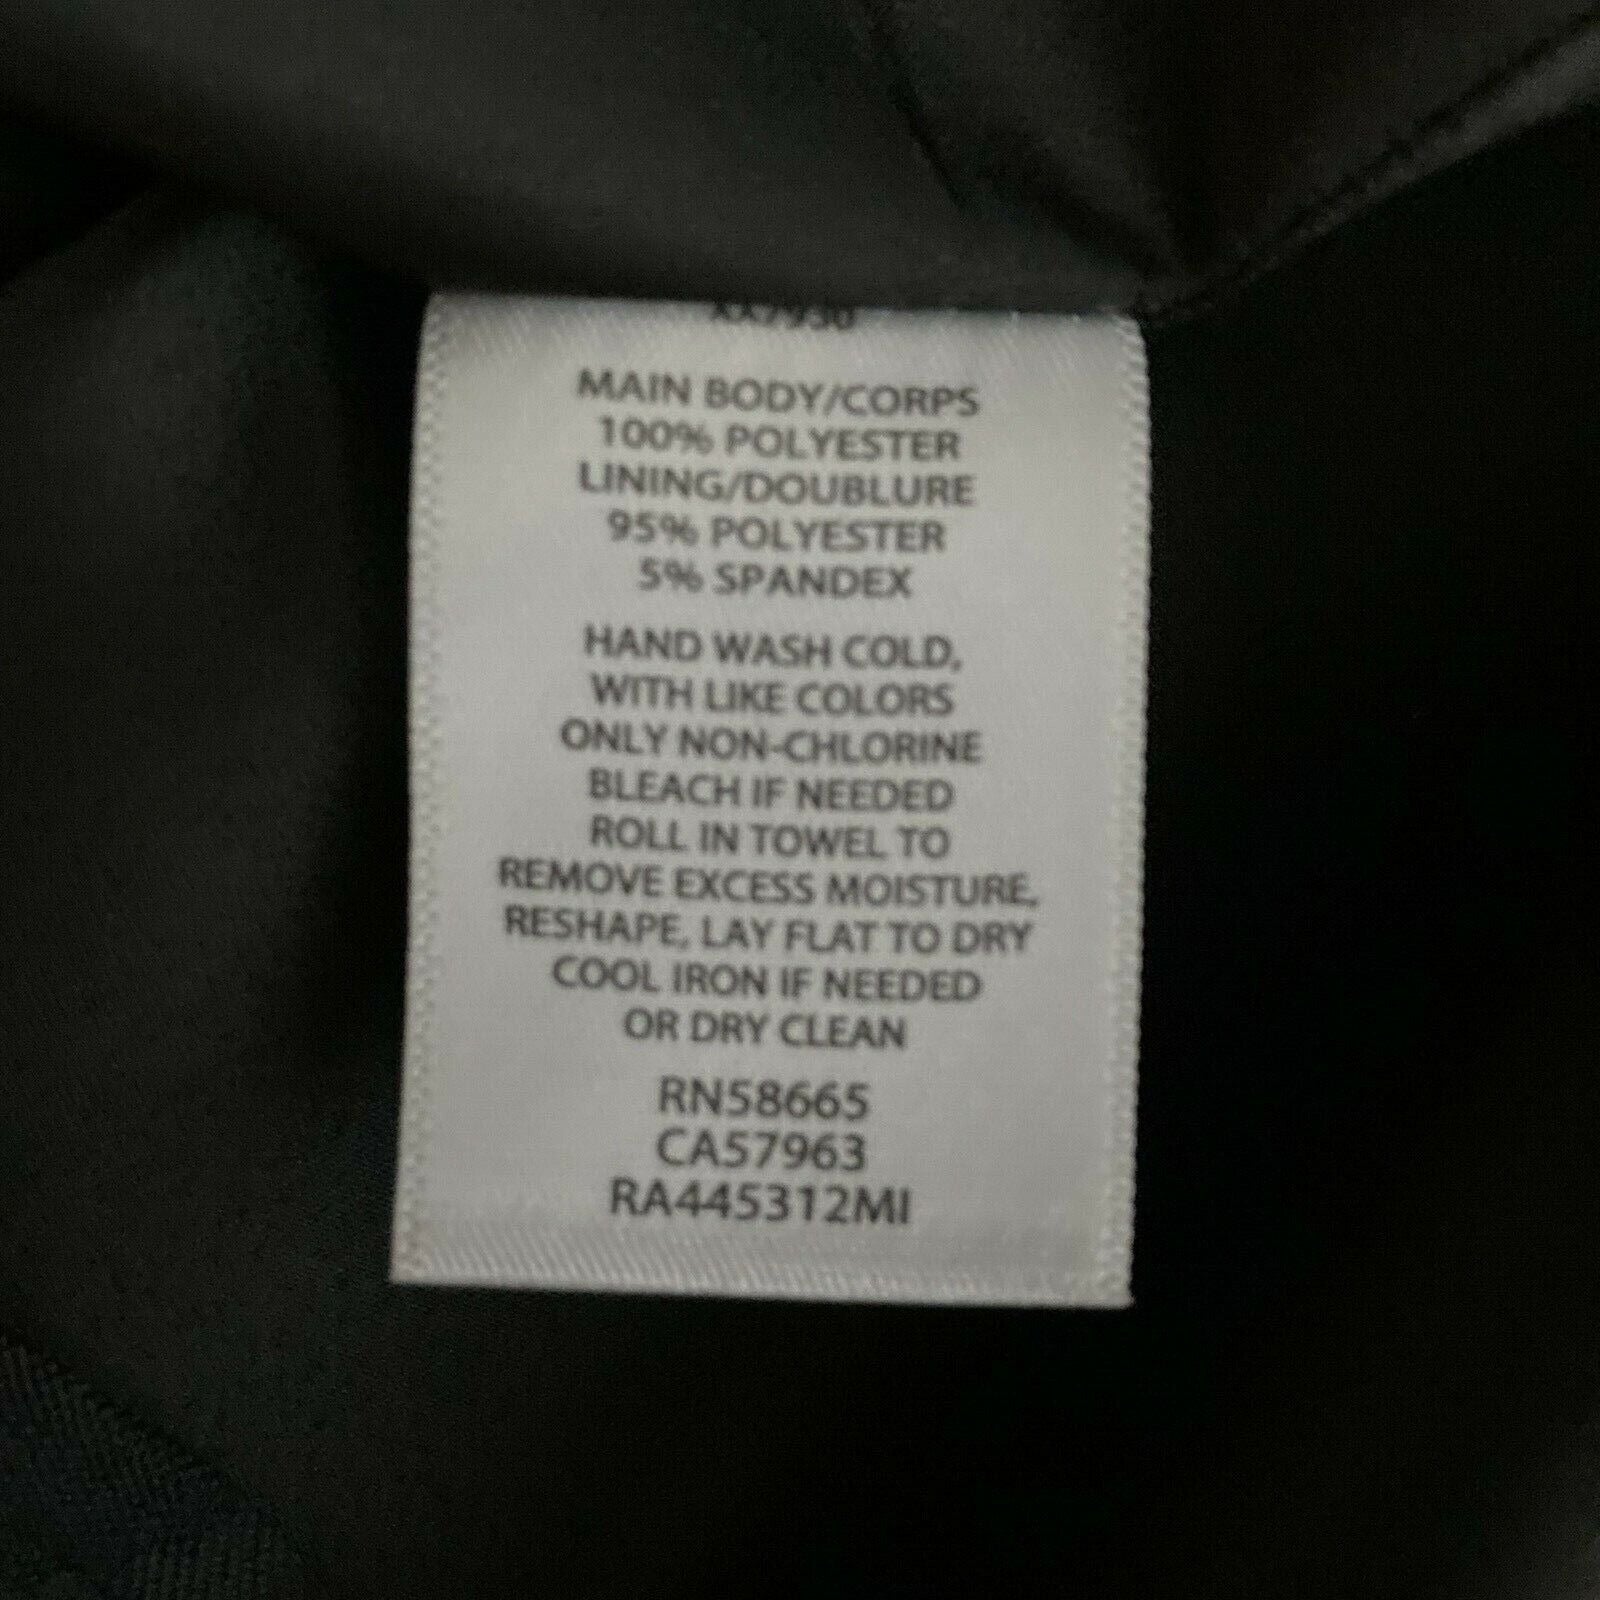 XX7930
MAIN BODY/CORPS
100% POLYESTER
LINING/DOUBLURE
95% POLYESTER
5% SPANDEX
HAND WASH COLD,
WITH LIKE COLORS
ONLY NON-CHLORINE
BLEACH IF NEEDED
ROLL IN TOWEL TO
REMOVE EXCESS MOISTURE,
RESHAPE, LAY FLAT TO DRY
COOL IRON IF NEEDED
OR DRY CLEAN
RN58665
CA57963
RA445312MI